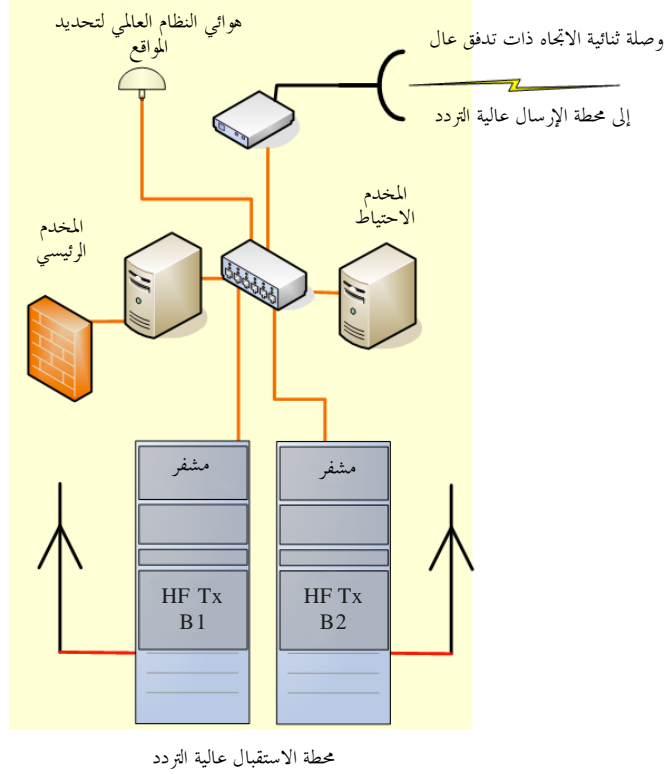 هوائي النظام العالمي لتحديد
المواقع
وصلة ثنائية الاتجاه ذات تدفق عال
إلى محطة الإرسال عالية التردد
المخدم
الاحتياط
المخدم
الرئيسي
مشفر
مشفر
HF Tx
B1
HF Tx
B2
محطة الاستقبال عالية التردد